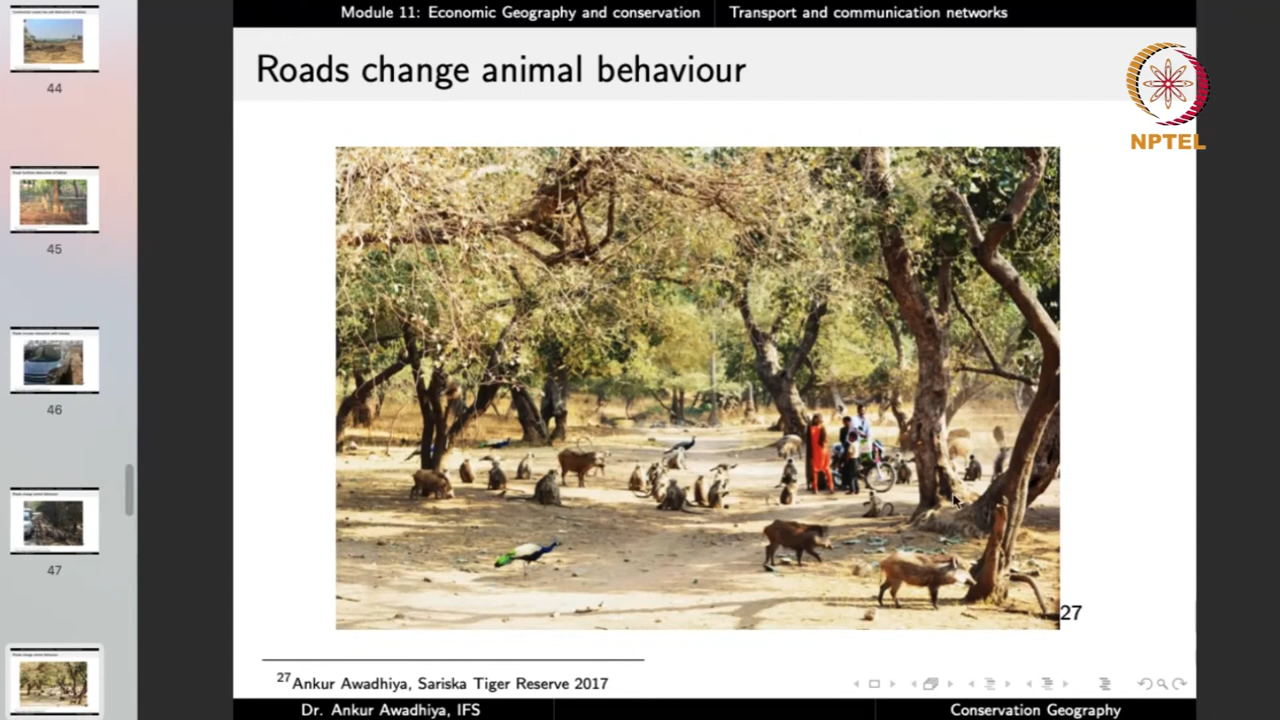 Module 11: Economic Geography and conservation Transport and communication networks
Roads change animal behaviour
NPTEL
44
45
46
47
27
27 Ankur Awadhiya, Sariska Tiger Reserve 2017
Dr. Ankur Awadhiya, IFS Conservation Geography